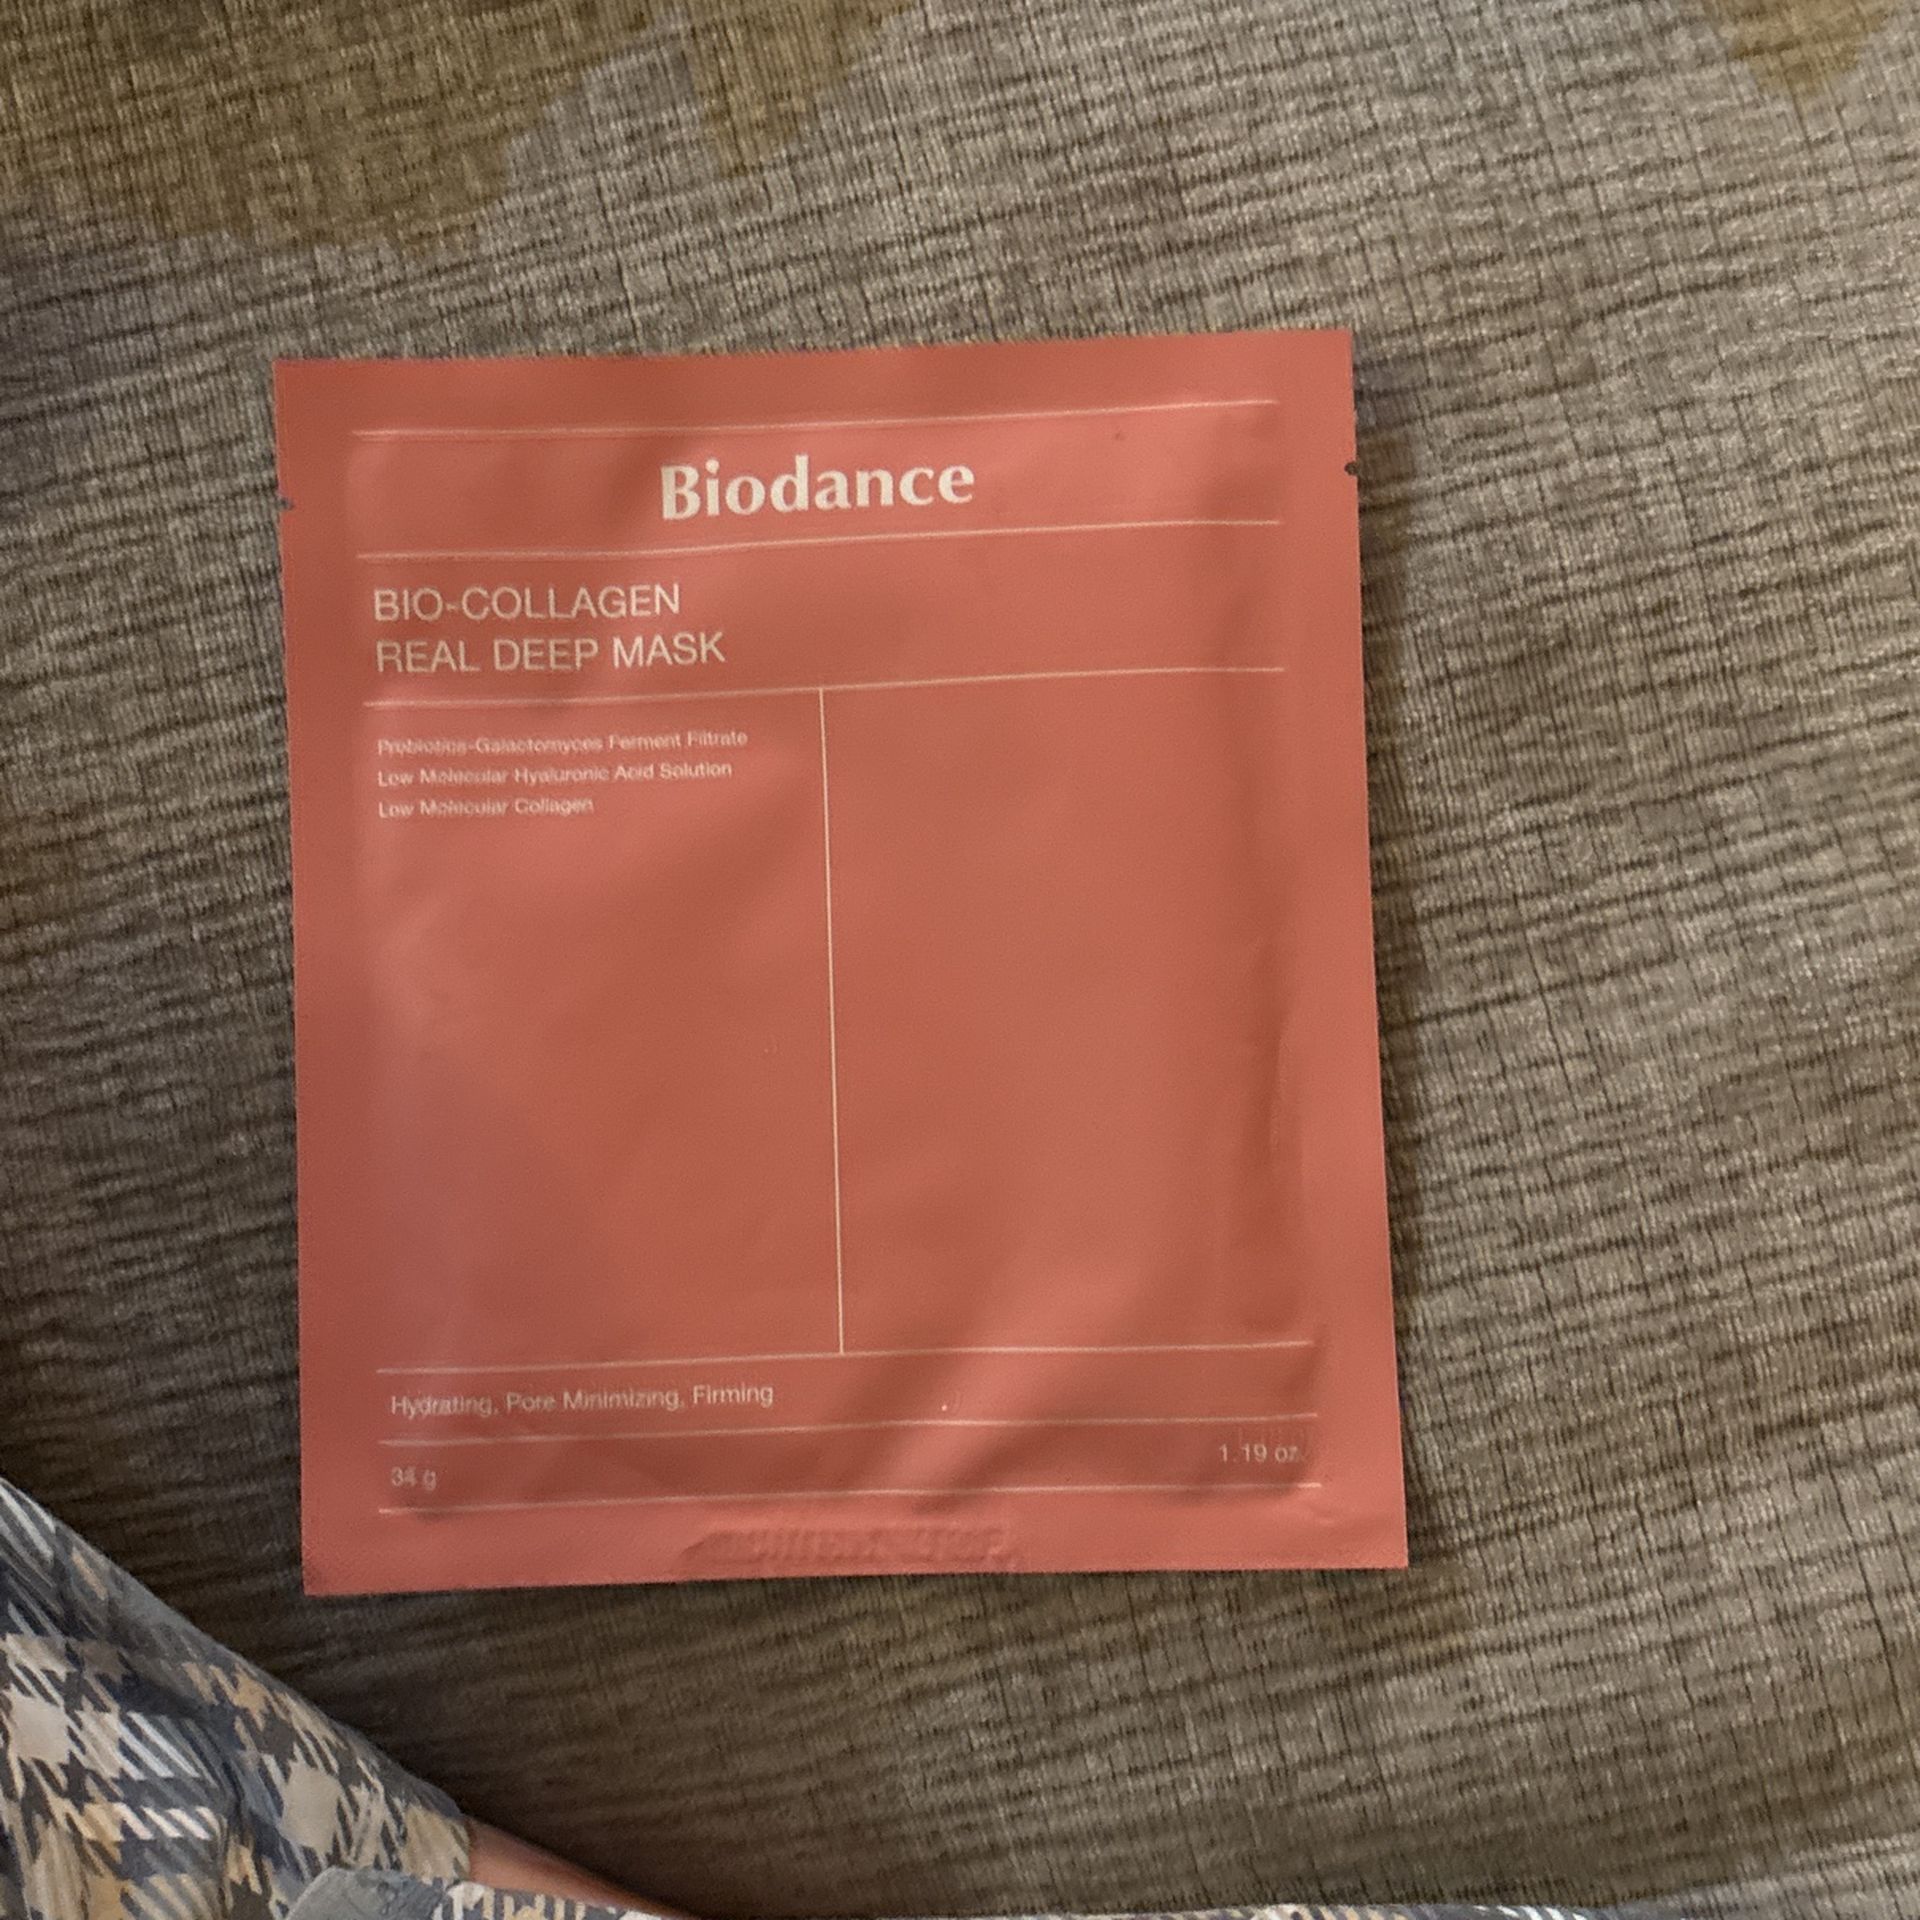 Biodance
BIO-COLLAGEN
REAL DEEP MASK
Probiotics-Galactomyces Ferment Filtrate
Low Molecular Hyaluronic Acid Solution
Low Molecular Collagen
Hydrating, Pore Minimizing, Firming
34 g
1.19 oz.